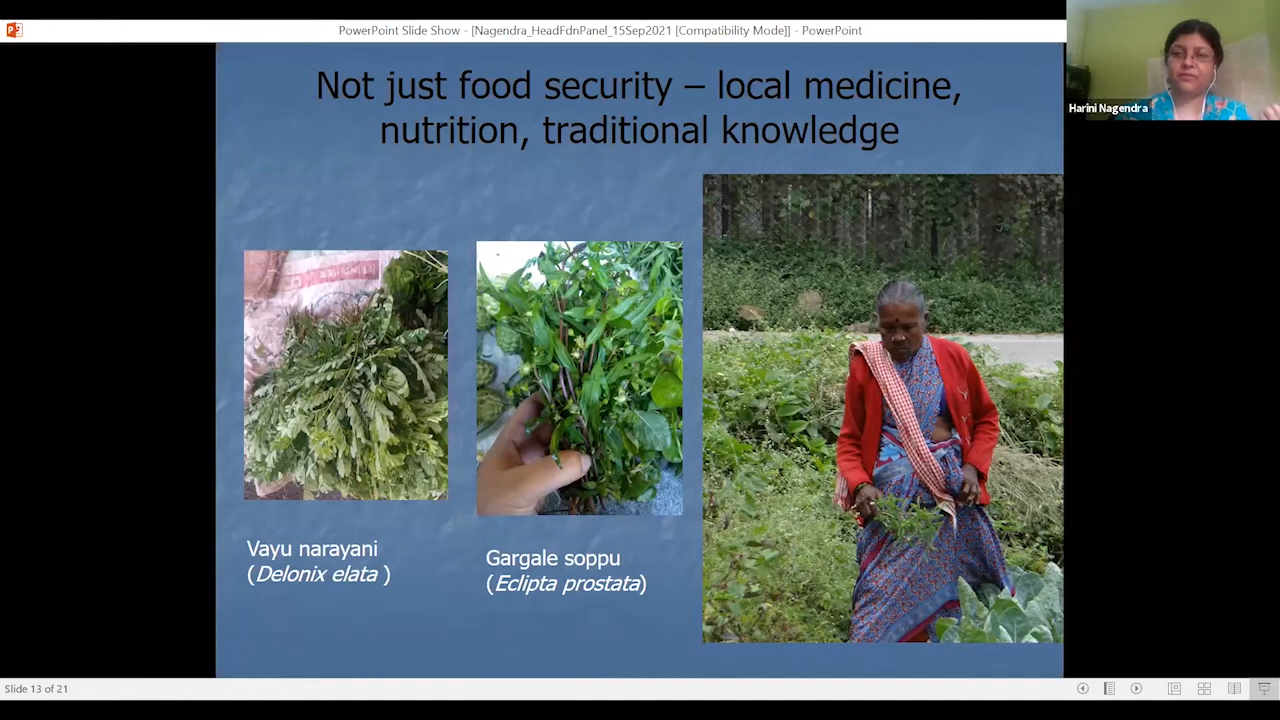 PowerPoint Slide Show - [Nagendra_HeadFdnPanel_15Sep2021 [Compatibility Mode]] - PowerPoint
Harini Nagendra
Not just food security – local medicine,
nutrition, traditional knowledge
Vayu narayani
(Delonix elata )
Gargale soppu
(Eclipta prostata)
Slide 13 of 21